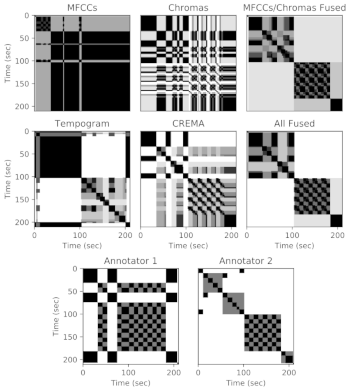 MFCCs Chromas MFCCs/Chromas Fused
Time (sec)
0
50
100
150
200
Tempogram CREMA All Fused
Time (sec)
0
50
100
150
200
0 100 200 0 100 200 0 100 200
Time (sec) Time (sec) Time (sec)
Annotator 1 Annotator 2
Time (sec)
0
50
100
150
200
0 100 200 0 100 200
Time (sec) Time (sec)